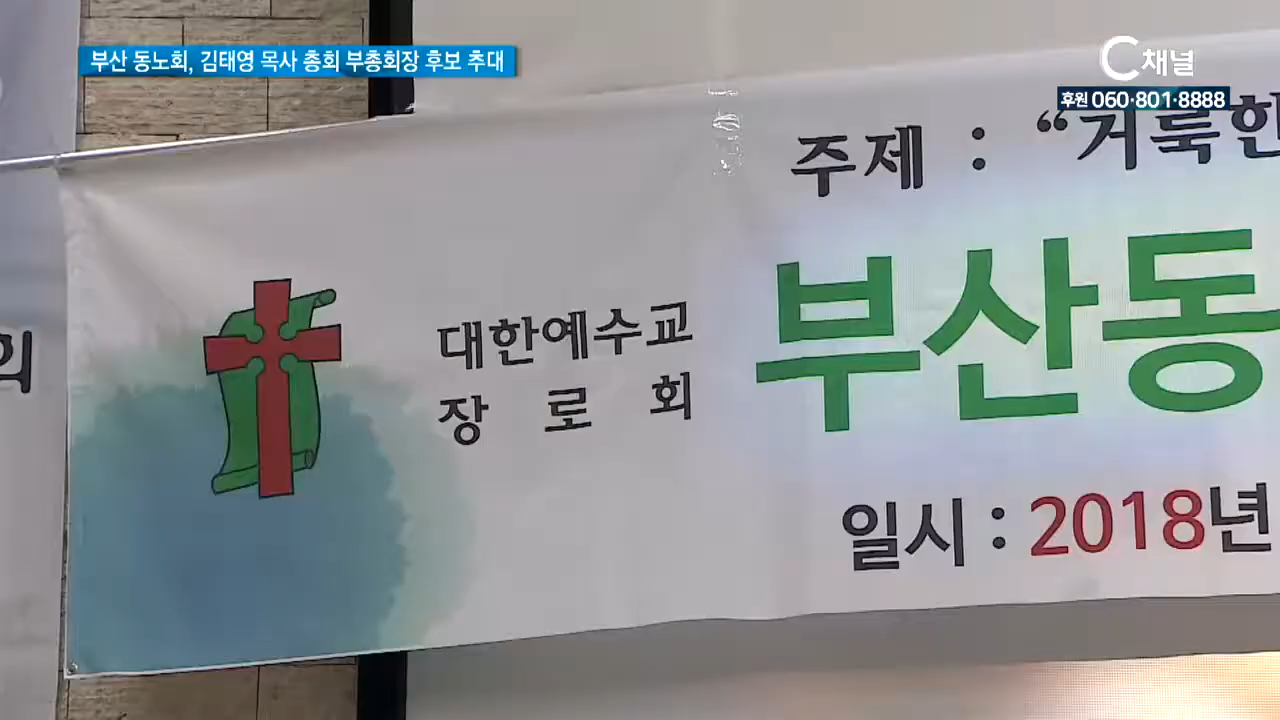 부산 동노회, 김태영 목사 총회 부총회장 후보 추대
C채널
후원 060·801·8888
주제 : “거룩한
대한예수교
장 로 회
부산동
일시 : 2018년
회